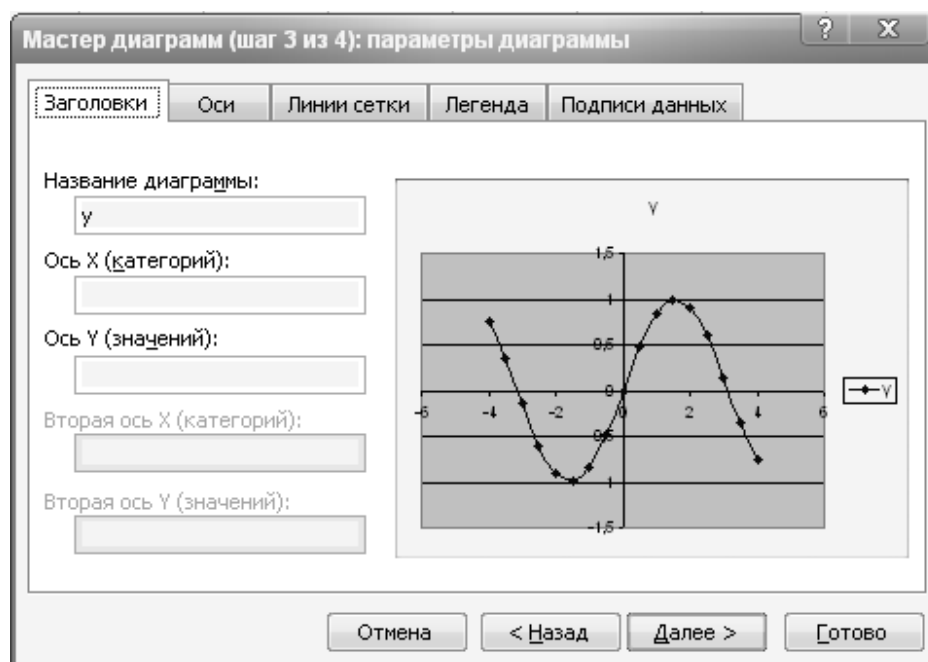 Мастер диаграмм (шаг 3 из 4): параметры диаграммы
? X
Заголовки Оси Линии сетки Легенда Подписи данных
Название диаграммы:
y
Ось X (категорий):
Ось Y (значений):
Вторая ось X (категорий):
Вторая ось Y (значений):
y
1,5
1
0,5
0
-6 -4 -2 0 2 4 6
0,5
1
-1,5
y
Отмена < Назад Далее > Готово